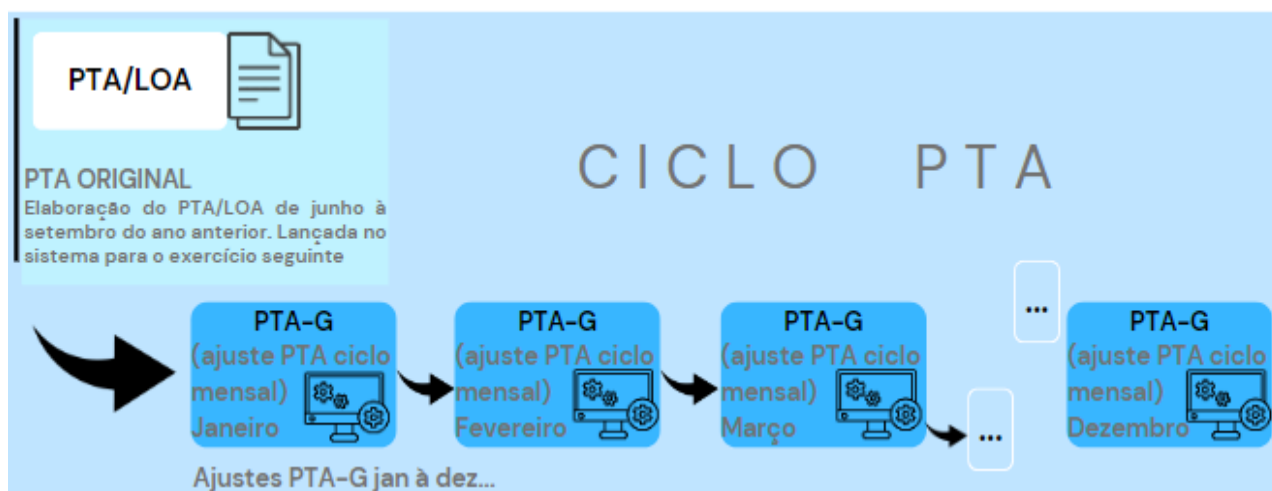 PTA/LOA
PTA ORIGINAL
Elaboração do PTA/LOA de junho à
setembro do ano anterior. Lançada no
sistema para o exercício seguinte
CICLO PTA
PTA-G
(ajuste PTA ciclo
mensal)
Janeiro
PTA-G
(ajuste PTA ciclo
mensal)
Fevereiro
PTA-G
(ajuste PTA ciclo
mensal)
Março
...
...
PTA-G
(ajuste PTA ciclo
mensal)
Dezembro
Ajustes PTA-G jan à dez...